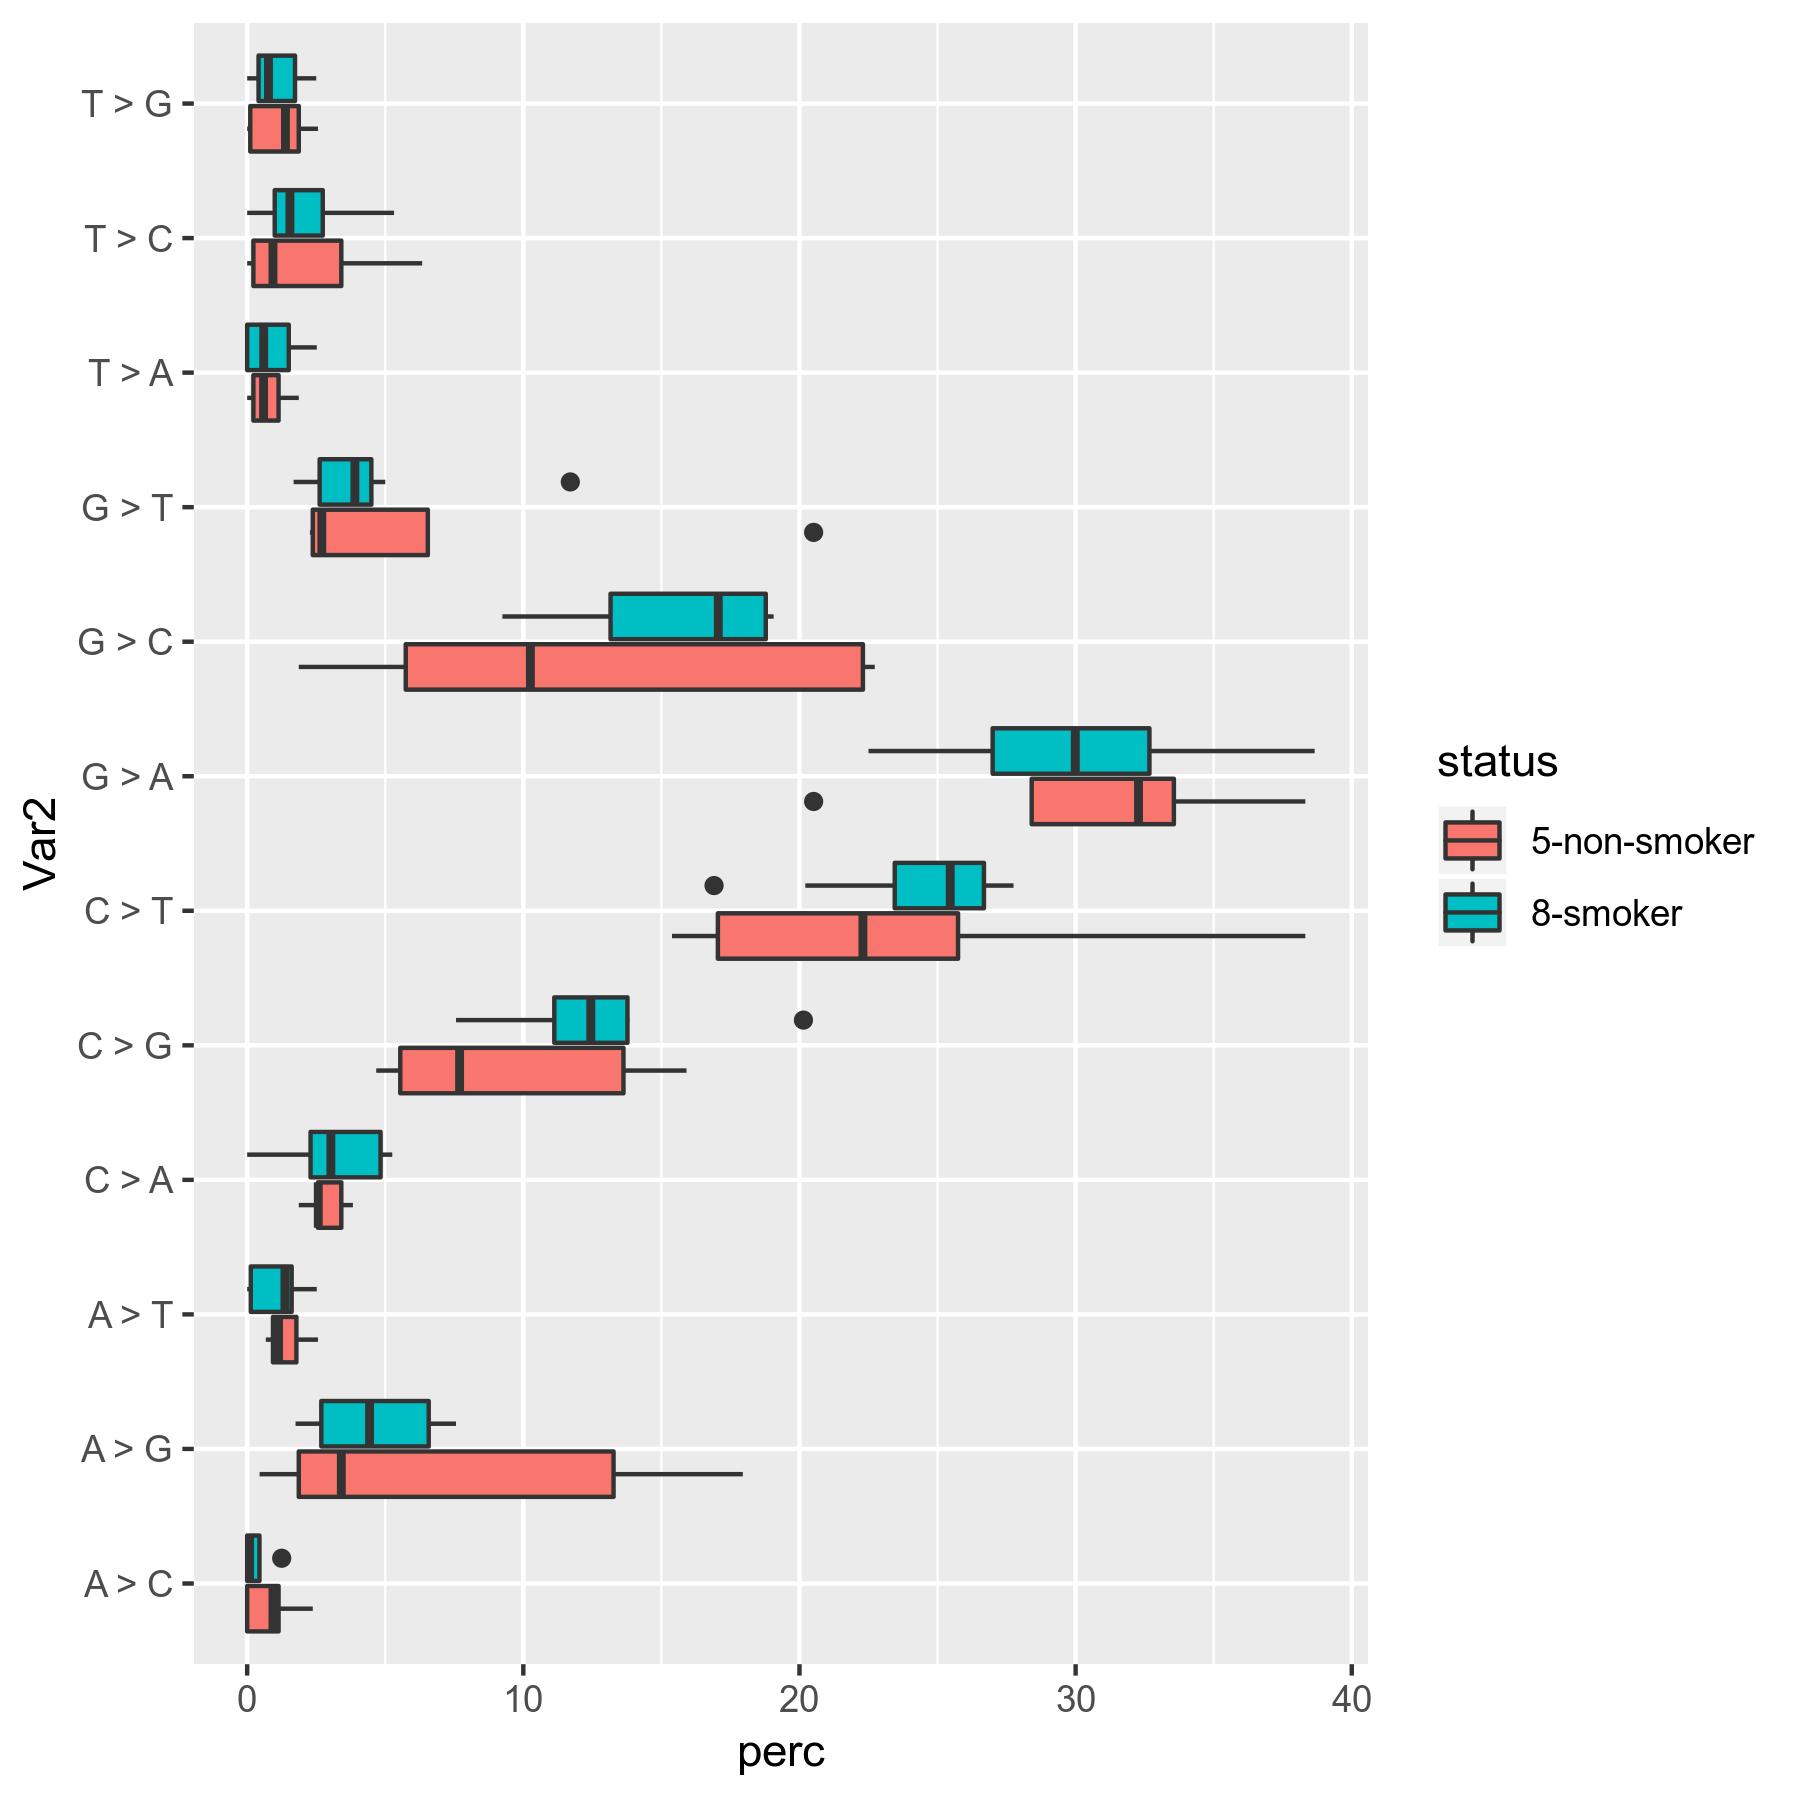 T > G
T > C
T > A
G > T
G > C
G > A
C > T
C > G
C > A
A > T
A > G
A > C
Var2
0 10 20 30 40
perc
status
5-non-smoker
8-smoker